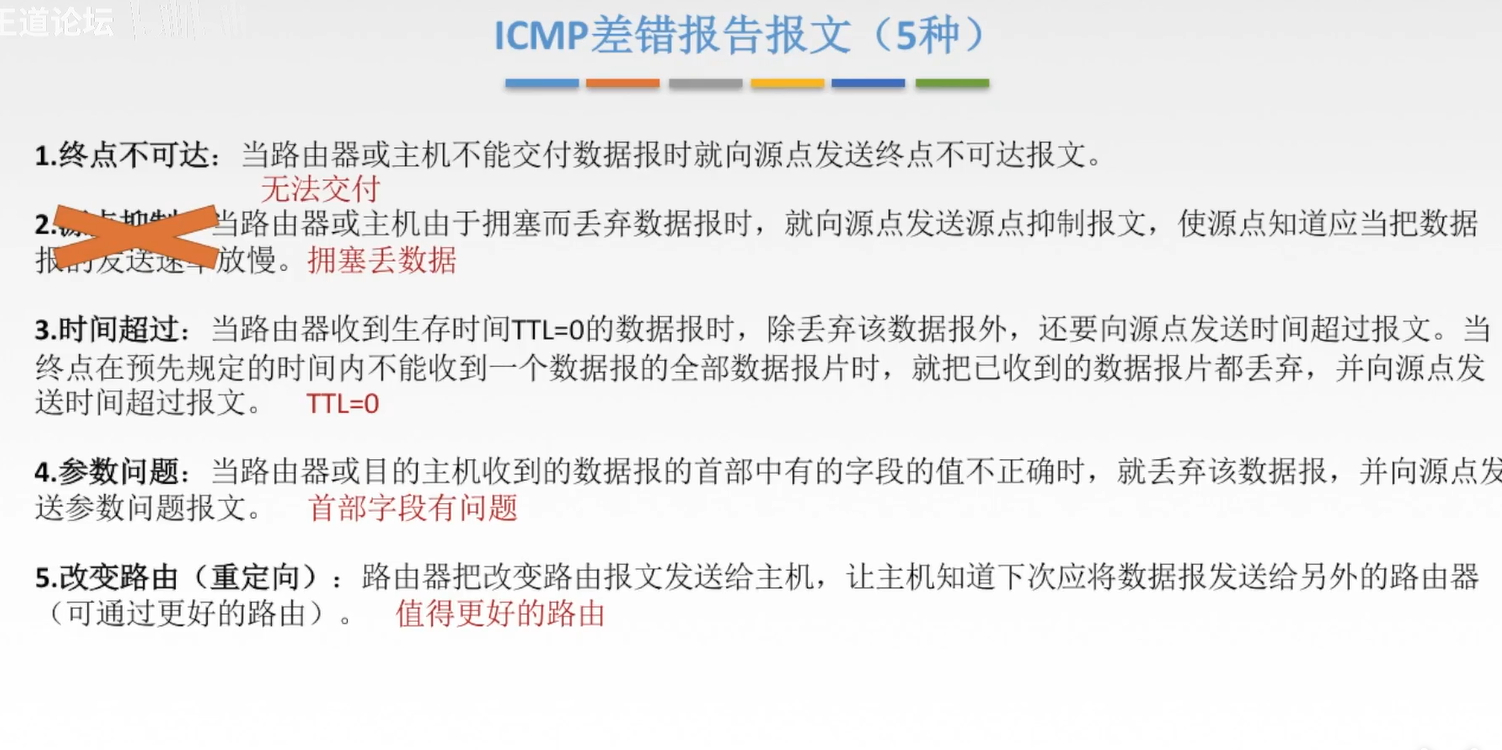 王道论坛
ICMP差错报告报文（5种）
1.终点不可达：当路由器或主机不能交付数据报时就向源点发送终点不可达报文。
无法交付
2.源点抑制：当路由器或主机由于拥塞而丢弃数据报时，就向源点发送源点抑制报文，使源点知道应当把数据
报的发送速率放慢。拥塞丢数据
3.时间超过：当路由器收到生存时间TTL=0的数据报时，除丢弃该数据报外，还要向源点发送时间超过报文。当
终点在预先规定的时间内不能收到一个数据报的全部数据报片时，就把已收到的数据报片都丢弃，并向源点发
送时间超过报文。 TTL=0
4.参数问题：当路由器或目的主机收到的数据报的首部中有的字段的值不正确时，就丢弃该数据报，并向源点发
送参数问题报文。 首部字段有问题
5.改变路由（重定向）：路由器把改变路由报文发送给主机，让主机知道下次应将数据报发送给另外的路由器
（可通过更好的路由）。 值得更好的路由